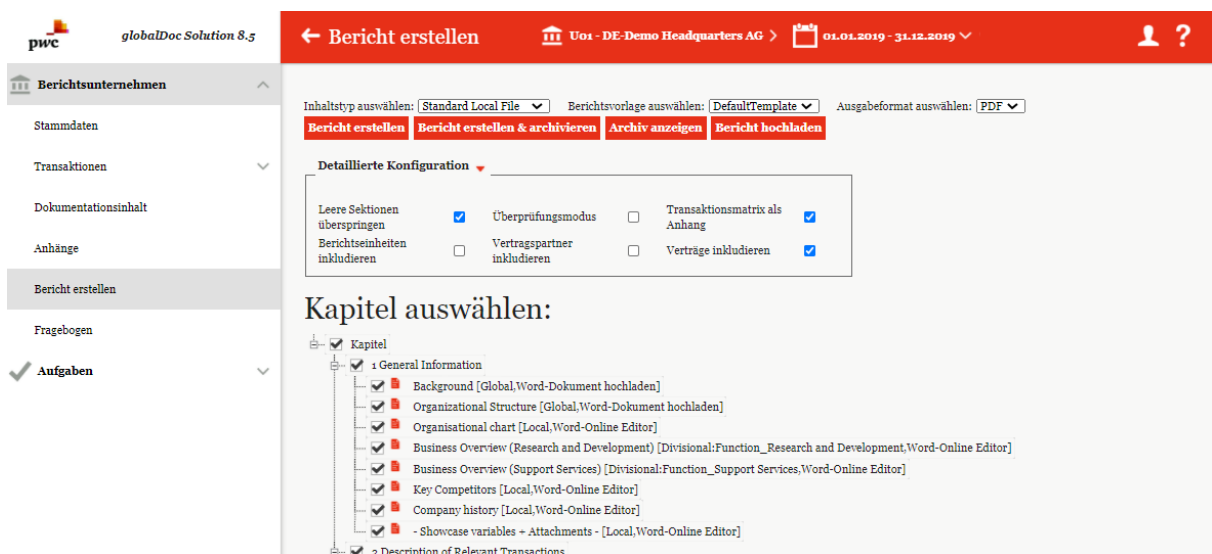 pwc
globalDoc Solution 8.5
Bericht erstellen
U01 - DE-Demo Headquarters AG
01.01.2019 - 31.12.2019
?
Berichtsunternehmen
Stammdaten
Transaktionen
Dokumentationsinhalt
Anhänge
Bericht erstellen
Fragebogen
Aufgaben
Inhaltstyp auswählen: Standard Local File Berichtsvorlage auswählen: DefaultTemplate Ausgabeformat auswählen: PDF
Bericht erstellen Bericht erstellen & archivieren Archiv anzeigen Bericht hochladen
Detaillierte Konfiguration
Leere Sektionen
überspringen
Überprüfungsmodus
Transaktionsmatrix als
Anhang
Berichtseinheiten
inkludieren
Vertragspartner
inkludieren
Verträge inkludieren
Kapitel auswählen:
Kapitel
1 General Information
Background [Global,Word-Dokument hochladen]
Organizational Structure [Global,Word-Dokument hochladen]
Organisational chart [Local,Word-Online Editor]
Business Overview (Research and Development) [Divisional:Function_Research and Development,Word-Online Editor]
Business Overview (Support Services) [Divisional:Function_Support Services,Word-Online Editor]
Key Competitors [Local,Word-Online Editor]
Company history [Local,Word-Online Editor]
- Showcase variables + Attachments - [Local,Word-Online Editor]
2 Description of Relevant Transactions